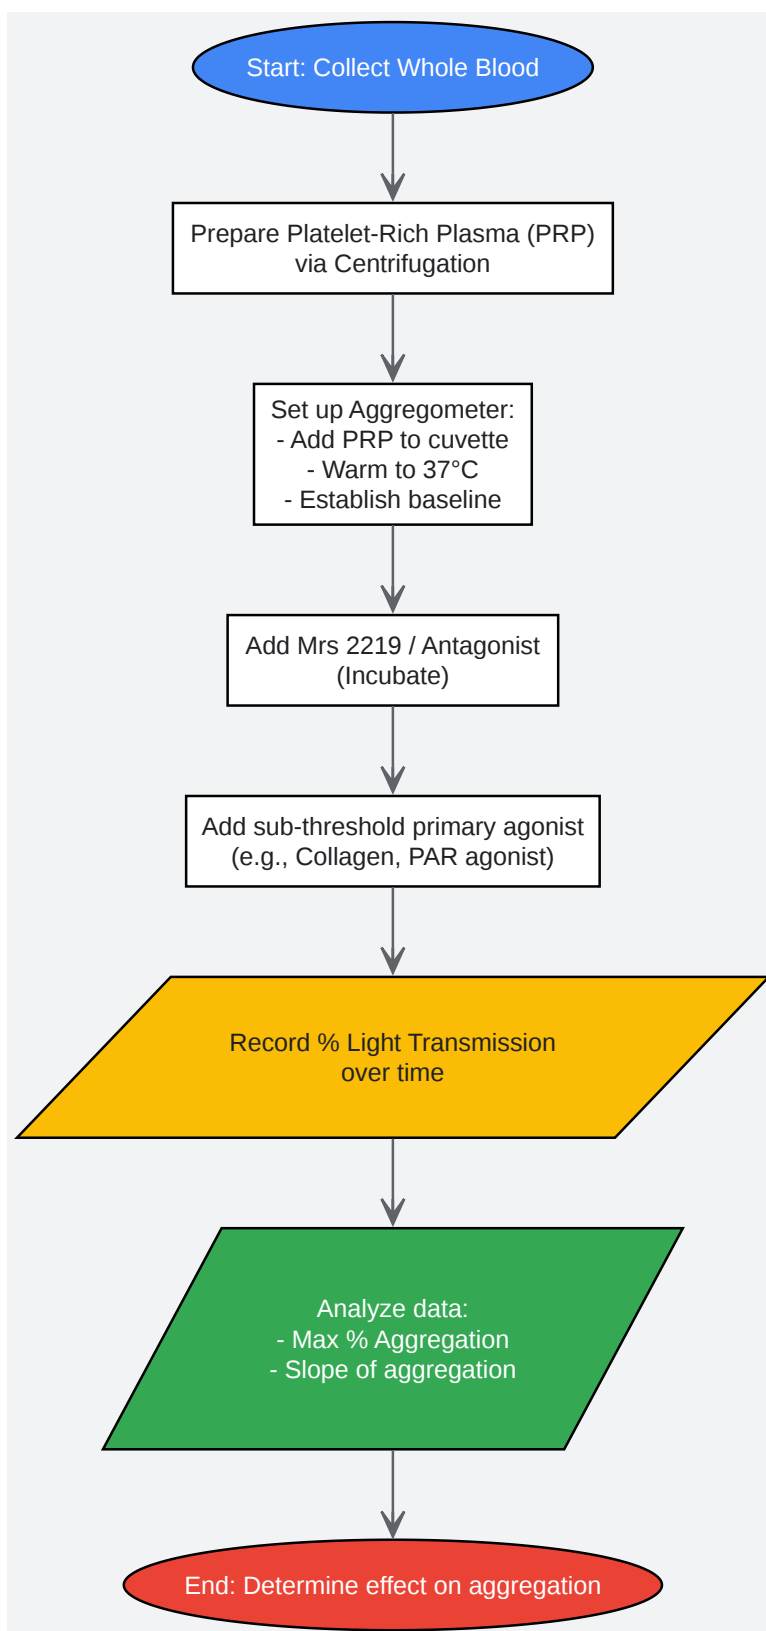 Start: Collect Whole Blood
Prepare Platelet-Rich Plasma (PRP)
via Centrifugation
Set up Aggregometer:
- Add PRP to cuvette
- Warm to 37°C
- Establish baseline
Add Mrs 2219 / Antagonist
(Incubate)
Add sub-threshold primary agonist
(e.g., Collagen, PAR agonist)
Record % Light Transmission
over time
Analyze data:
- Max % Aggregation
- Slope of aggregation
End: Determine effect on aggregation